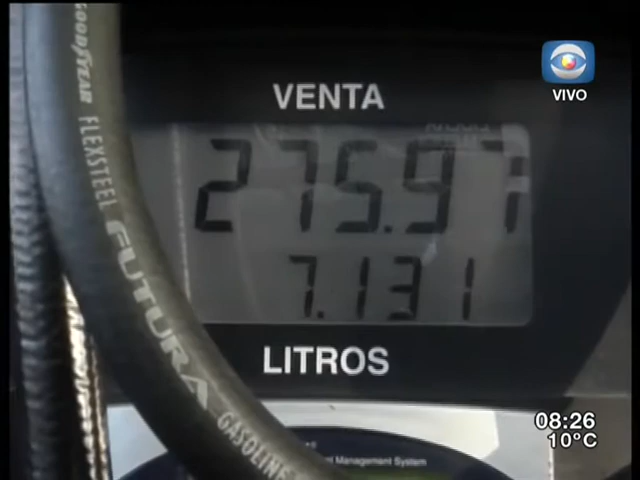 VENTA
VIVO
275.97
7.131
LITROS
GOODYEAR FLEXSTEEL FUTURA GASOLINE
08:26
10°C
Management System